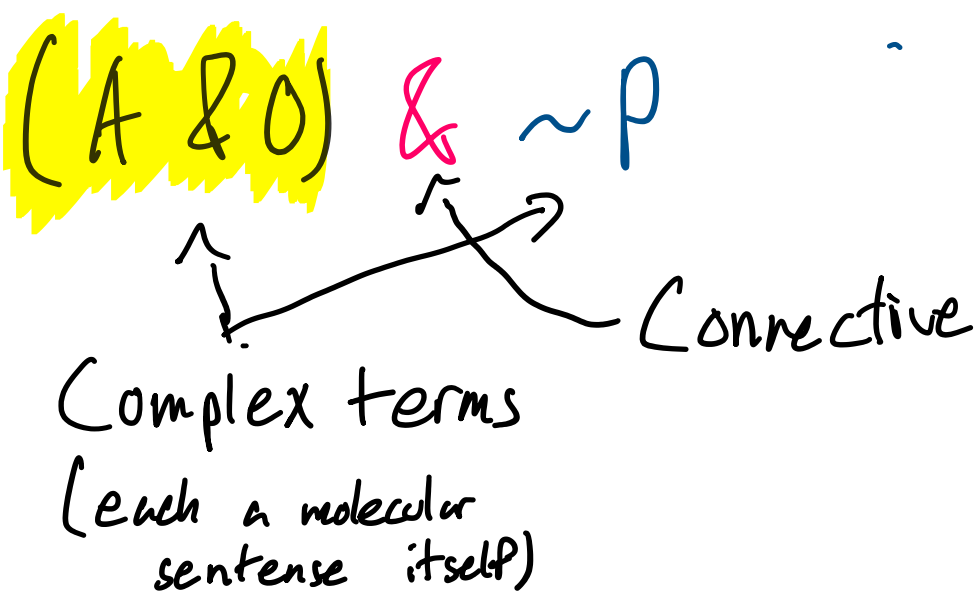 (A & O) & ~P
Connective
Complex terms
(each a molecular
sentense itself)